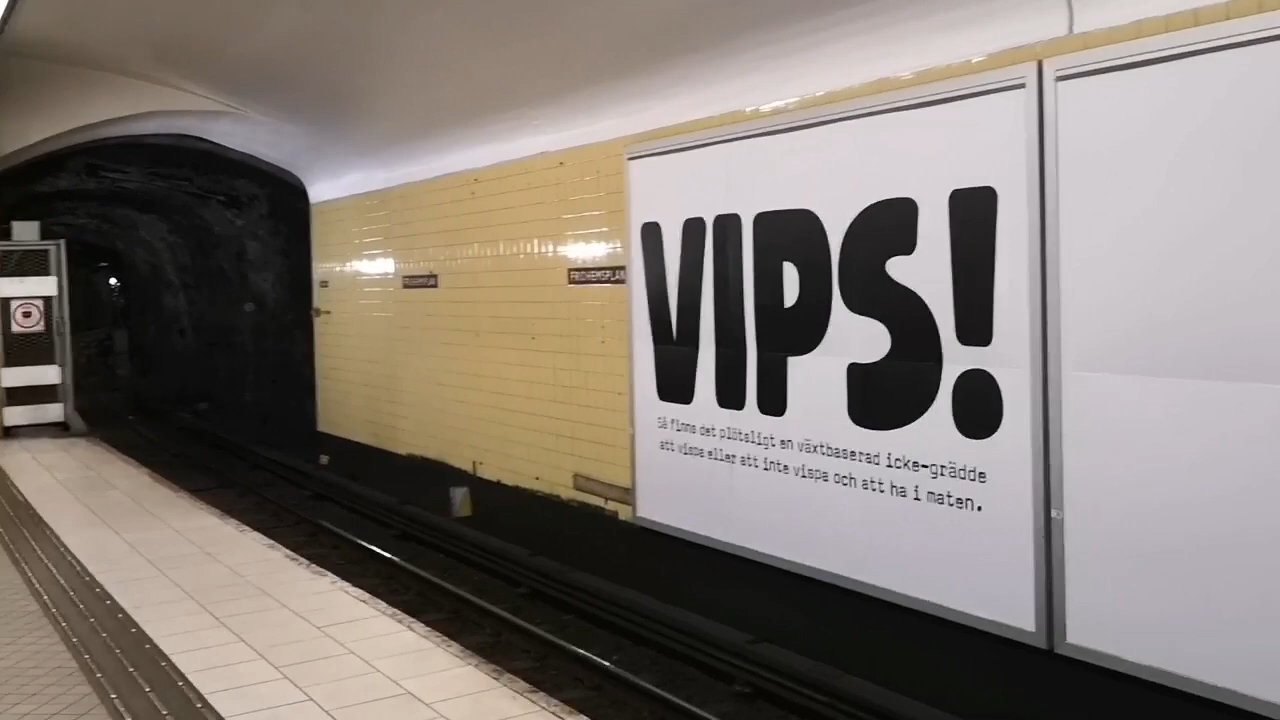 FRIDHEMSPLAN
VIPS!
Så finns det plötsligt en växtbaserad icke-grädde
att vispa eller att inte vispa och att ha i maten.